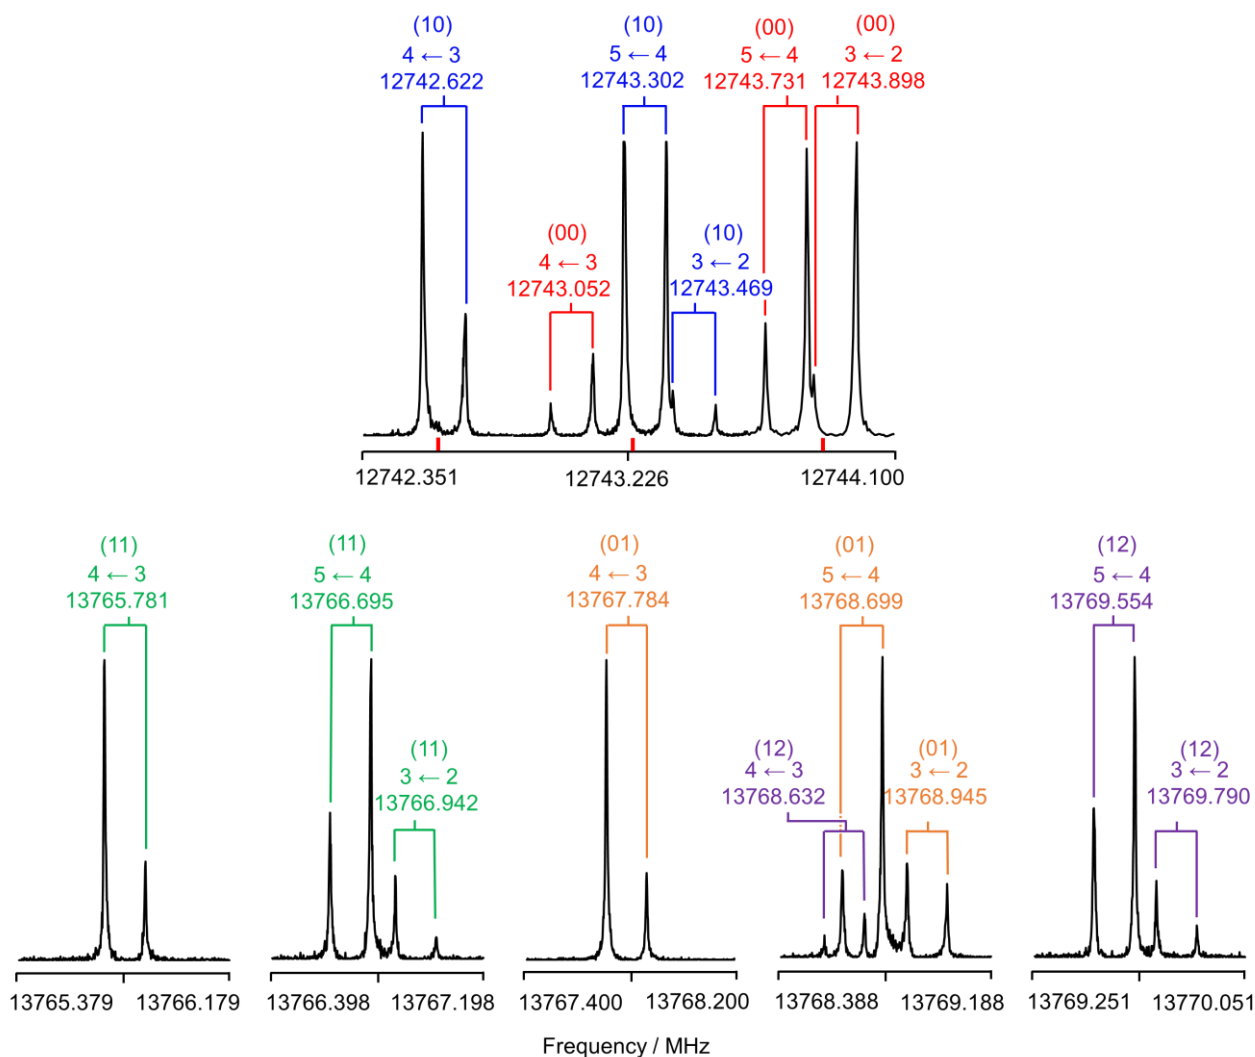 (10)
4 ← 3
12742.622
(10)
5 ← 4
12743.302
(00)
5 ← 4
12743.731
(00)
3 ← 2
12743.898
(00)
4 ← 3
12743.052
(10)
3 ← 2
12743.469
12742.351 12743.226 12744.100
(11)
4 ← 3
13765.781
(11)
5 ← 4
13766.695
(01)
4 ← 3
13767.784
(01)
5 ← 4
13768.699
(12)
5 ← 4
13769.554
(11)
3 ← 2
13766.942
(12)
4 ← 3
13768.632
(01)
3 ← 2
13768.945
(12)
3 ← 2
13769.790
13765.379 13766.179 13766.398 13767.198 13767.400 13768.200 13768.388 13769.188 13769.251 13770.051
Frequency / MHz